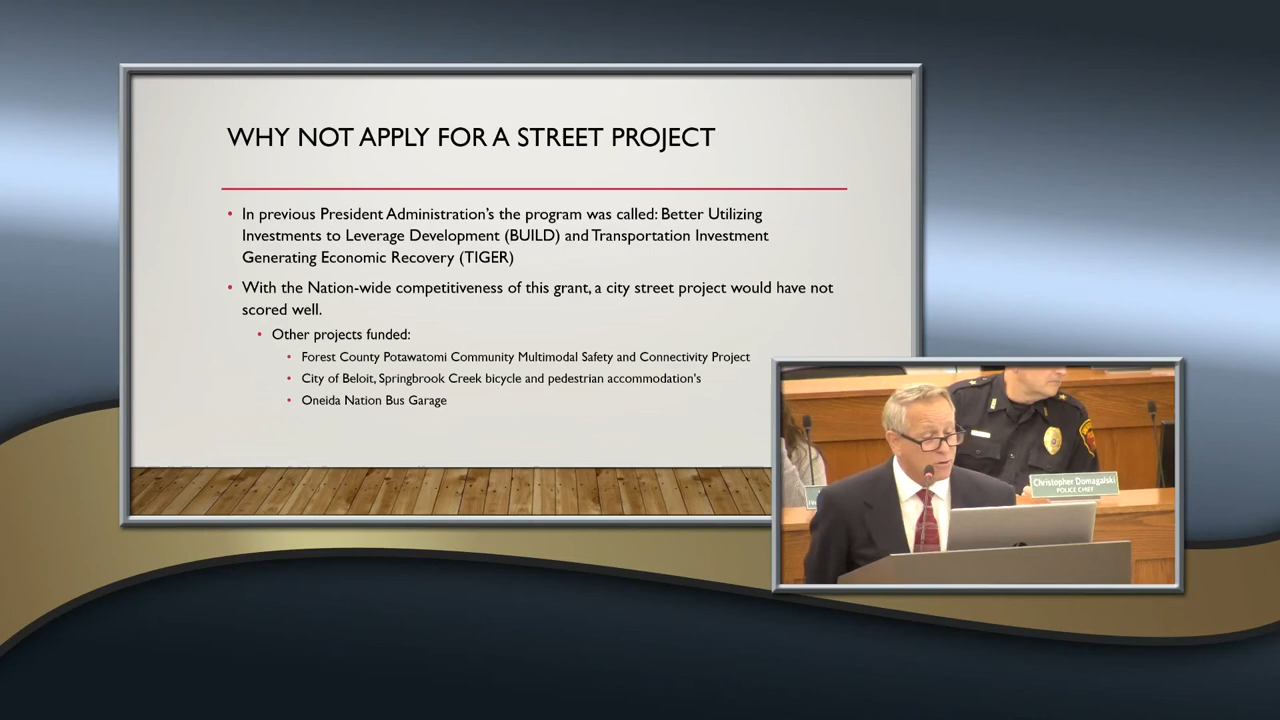 WHY NOT APPLY FOR A STREET PROJECT
In previous President Administration's the program was called: Better Utilizing
Investments to Leverage Development (BUILD) and Transportation Investment
Generating Economic Recovery (TIGER)
With the Nation-wide competitiveness of this grant, a city street project would have not
scored well.
Other projects funded:
Forest County Potawatomi Community Multimodal Safety and Connectivity Project
City of Beloit, Springbrook Creek bicycle and pedestrian accommodation's
Oneida Nation Bus Garage
Christopher Domagalski
POLICE CHIEF